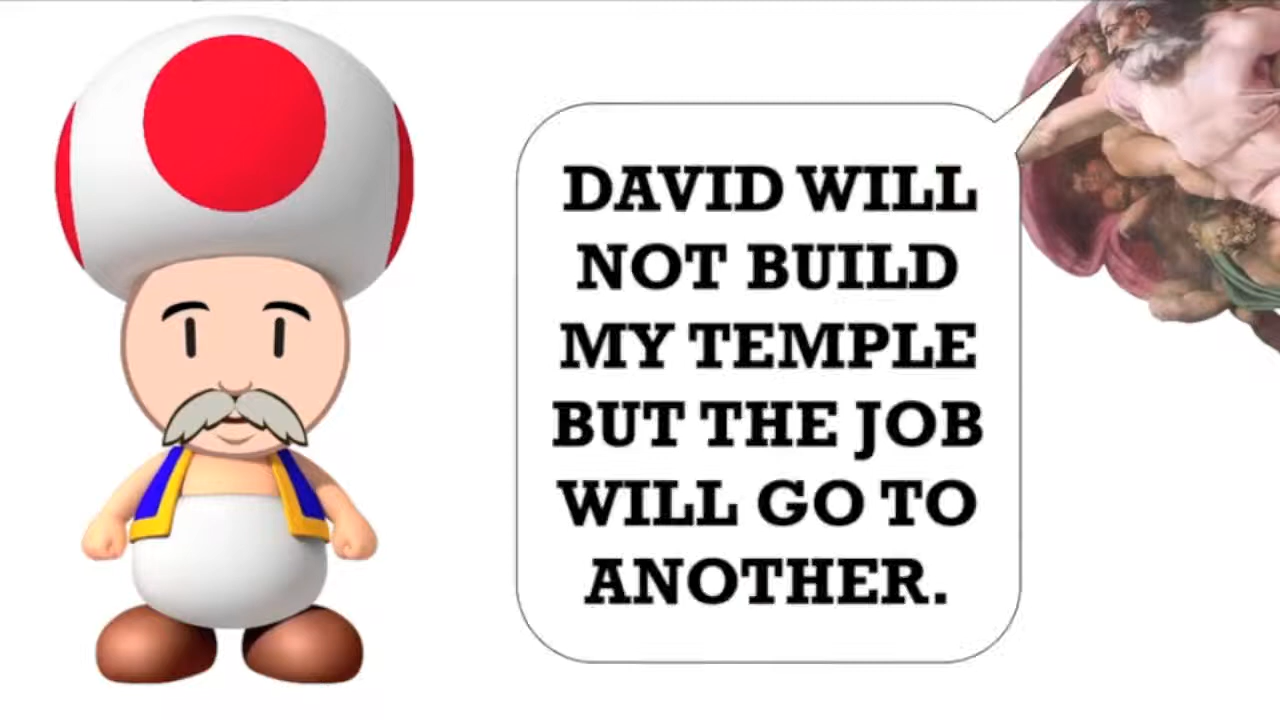 DAVID WILL
NOT BUILD
MY TEMPLE
BUT THE JOB
WILL GO TO
ANOTHER.